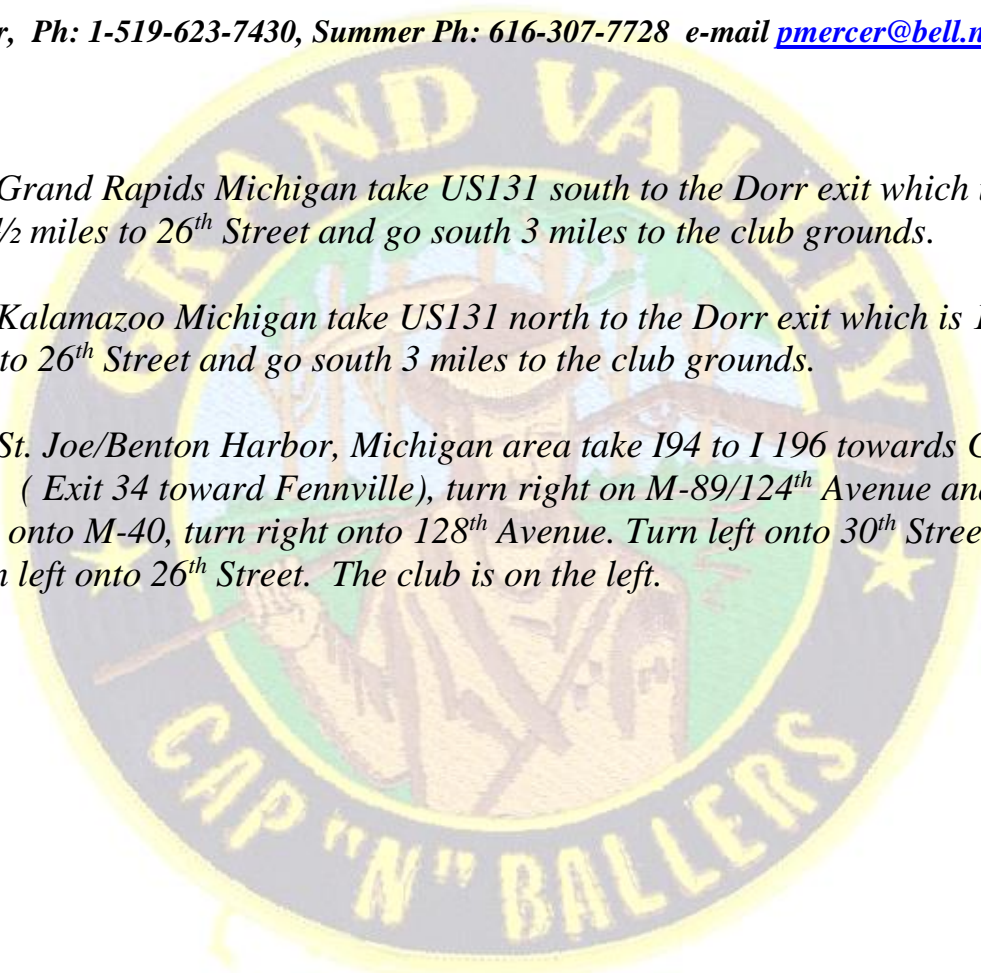 r, Ph: 1-519-623-7430, Summer Ph: 616-307-7728 e-mail pmercer@bell.n
Grand Rapids Michigan take US131 south to the Dorr exit which
½ miles to 26th Street and go south 3 miles to the club grounds.
Kalamazoo Michigan take US131 north to the Dorr exit which is 1
to 26th Street and go south 3 miles to the club grounds.
St. Joe/Benton Harbor, Michigan area take I94 to I 196 towards G
( Exit 34 toward Fennville), turn right on M-89/124th Avenue and
onto M-40, turn right onto 128th Avenue. Turn left onto 30th Stree
n left onto 26th Street. The club is on the left.
GRAND VALLEY
CAP "N" BALLERS